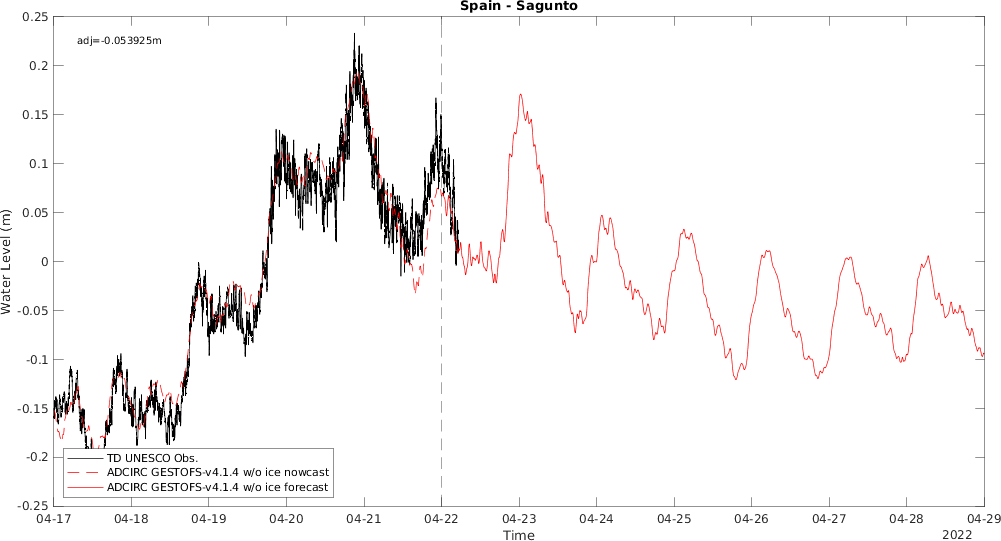 Spain - Sagunto
adj=-0.053925m
0.25
0.2
0.15
0.1
0.05
0
-0.05
-0.1
-0.15
-0.2
-0.25
Water Level (m)
TD UNESCO Obs.
ADCIRC GESTOFS-v4.1.4 w/o ice nowcast
ADCIRC GESTOFS-v4.1.4 w/o ice forecast
04-17 04-18 04-19 04-20 04-21 04-22 04-23 04-24 04-25 04-26 04-27 04-28 04-29
Time
2022